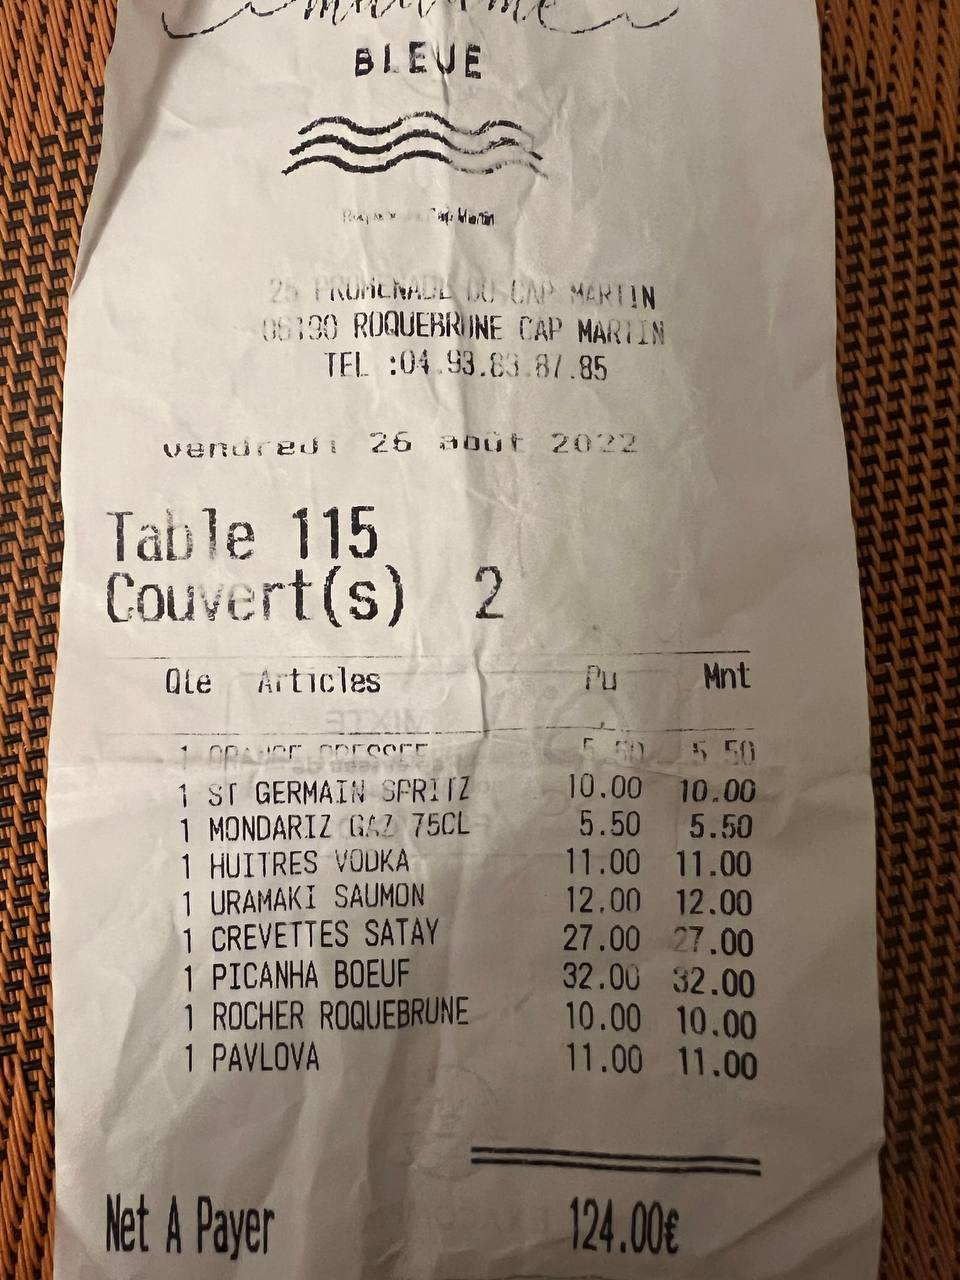 BLEUE
25 PROMENADE DU CAP MARTIN
06190 ROQUEBRUNE CAP MARTIN
TEL :04.93.83.87.85
vendredi 26 août 2022
Table 115
Couvert(s) 2
Qte Articles Pu Mnt
1 ORANGE PRESSEE 5.50 5.50
1 ST GERMAIN SPRITZ 10.00 10.00
1 MONDARIZ GAZ 75CL 5.50 5.50
1 HUITRES VODKA 11.00 11.00
1 URAMAKI SAUMON 12.00 12.00
1 CREVETTES SATAY 27.00 27.00
1 PICANHA BOEUF 32.00 32.00
1 ROCHER ROQUEBRUNE 10.00 10.00
1 PAVLOVA 11.00 11.00
Net A Payer 124.00€